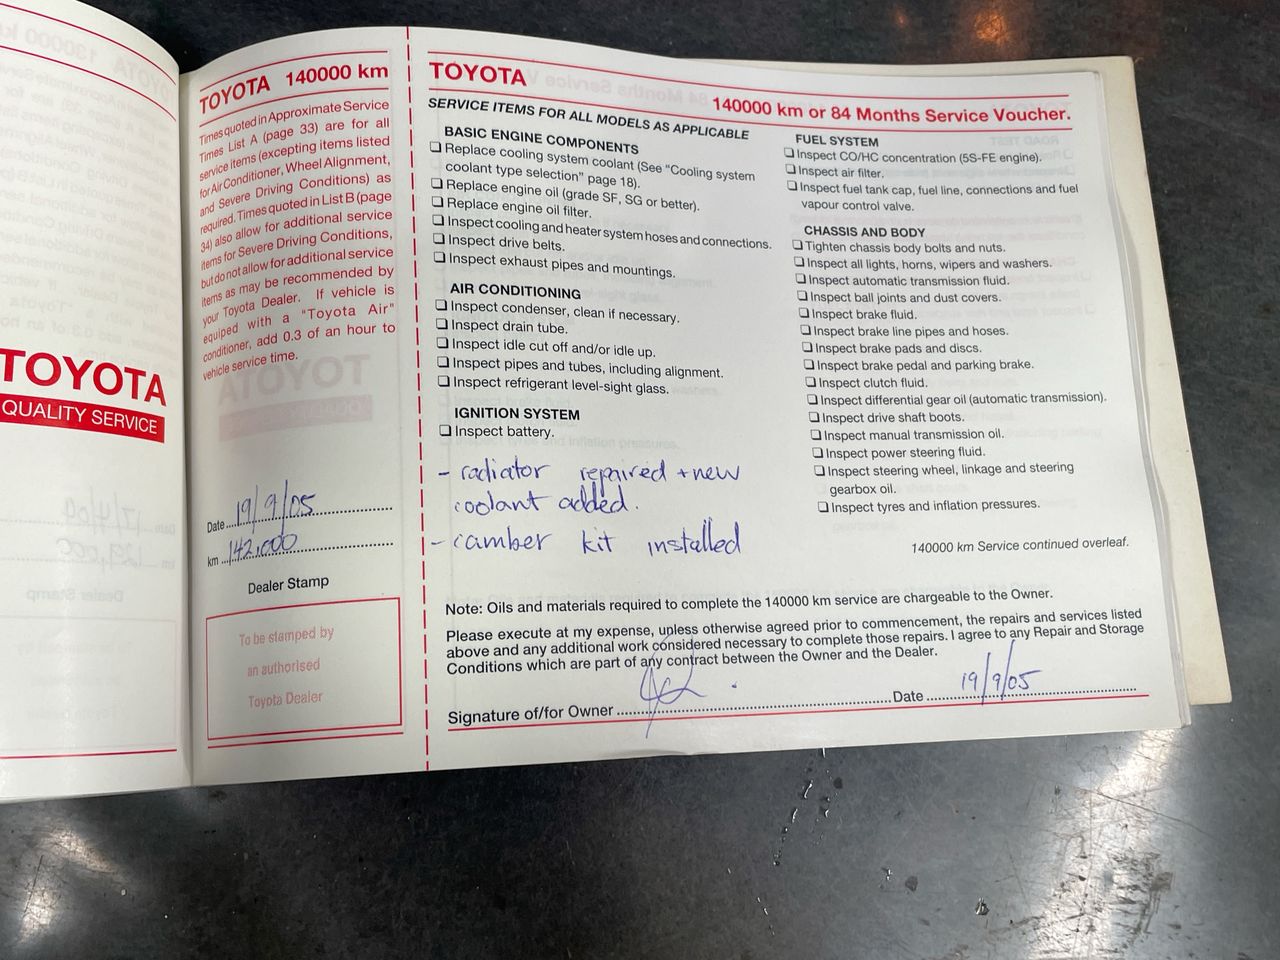 TOYOTA
QUALITY SERVICE
TOYOTA 140000 km
Times quoted in Approximate Service
Times List A (page 33) are for all
service items (excepting items listed
for Air Conditioner, Wheel Alignment,
and Severe Driving Conditions) as
required. Times quoted in List B (page
34) also allow for additional service
items for Severe Driving Conditions,
but do not allow for additional service
items as may be recommended by
your Toyota Dealer. If vehicle is
equiped with a "Toyota Air"
conditioner, add 0.3 of an hour to
vehicle service time.
Date 19/9/05
km 142,000
Dealer Stamp
To be stamped by
an authorised
Toyota Dealer
TOYOTA
140000 km or 84 Months Service Voucher.
SERVICE ITEMS FOR ALL MODELS AS APPLICABLE
BASIC ENGINE COMPONENTS
❑ Replace cooling system coolant (See "Cooling system
coolant type selection" page 18).
❑ Replace engine oil (grade SF, SG or better).
❑ Replace engine oil filter.
❑ Inspect cooling and heater system hoses and connections.
❑ Inspect drive belts.
❑ Inspect exhaust pipes and mountings.
AIR CONDITIONING
❑ Inspect condenser, clean if necessary.
❑ Inspect drain tube.
❑ Inspect idle cut off and/or idle up.
❑ Inspect pipes and tubes, including alignment.
❑ Inspect refrigerant level-sight glass.
IGNITION SYSTEM
❑ Inspect battery.
- radiator repaired + new
coolant added.
- camber kit installed
FUEL SYSTEM
❑ Inspect CO/HC concentration (5S-FE engine).
❑ Inspect air filter.
❑ Inspect fuel tank cap, fuel line, connections and fuel
vapour control valve.
CHASSIS AND BODY
❑ Tighten chassis body bolts and nuts.
❑ Inspect all lights, horns, wipers and washers.
❑ Inspect automatic transmission fluid.
❑ Inspect ball joints and dust covers.
❑ Inspect brake fluid.
❑ Inspect brake line pipes and hoses.
❑ Inspect brake pads and discs.
❑ Inspect brake pedal and parking brake.
❑ Inspect clutch fluid.
❑ Inspect differential gear oil (automatic transmission).
❑ Inspect drive shaft boots.
❑ Inspect manual transmission oil.
❑ Inspect power steering fluid.
❑ Inspect steering wheel, linkage and steering
gearbox oil.
❑ Inspect tyres and inflation pressures.
140000 km Service continued overleaf.
Note: Oils and materials required to complete the 140000 km service are chargeable to the Owner.
Please execute at my expense, unless otherwise agreed prior to commencement, the repairs and services listed
above and any additional work considered necessary to complete those repairs. I agree to any Repair and Storage
Conditions which are part of any contract between the Owner and the Dealer.
Signature of/for Owner Date 19/9/05